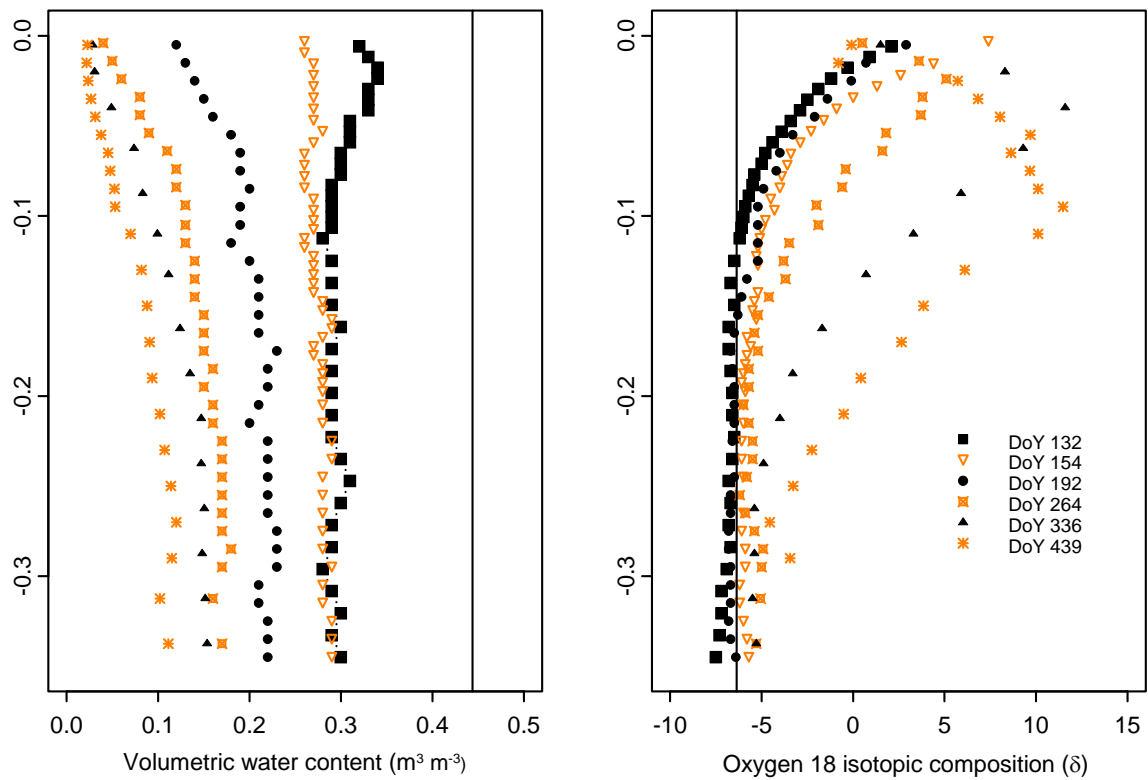 0.0
-0.1
-0.2
-0.3
0.0 0.1 0.2 0.3 0.4 0.5
Volumetric water content (m³ m⁻³)
0.0
-0.1
-0.2
-0.3
DoY 132
DoY 154
DoY 192
DoY 264
DoY 336
DoY 439
-10 -5 0 5 10 15
Oxygen 18 isotopic composition (δ)